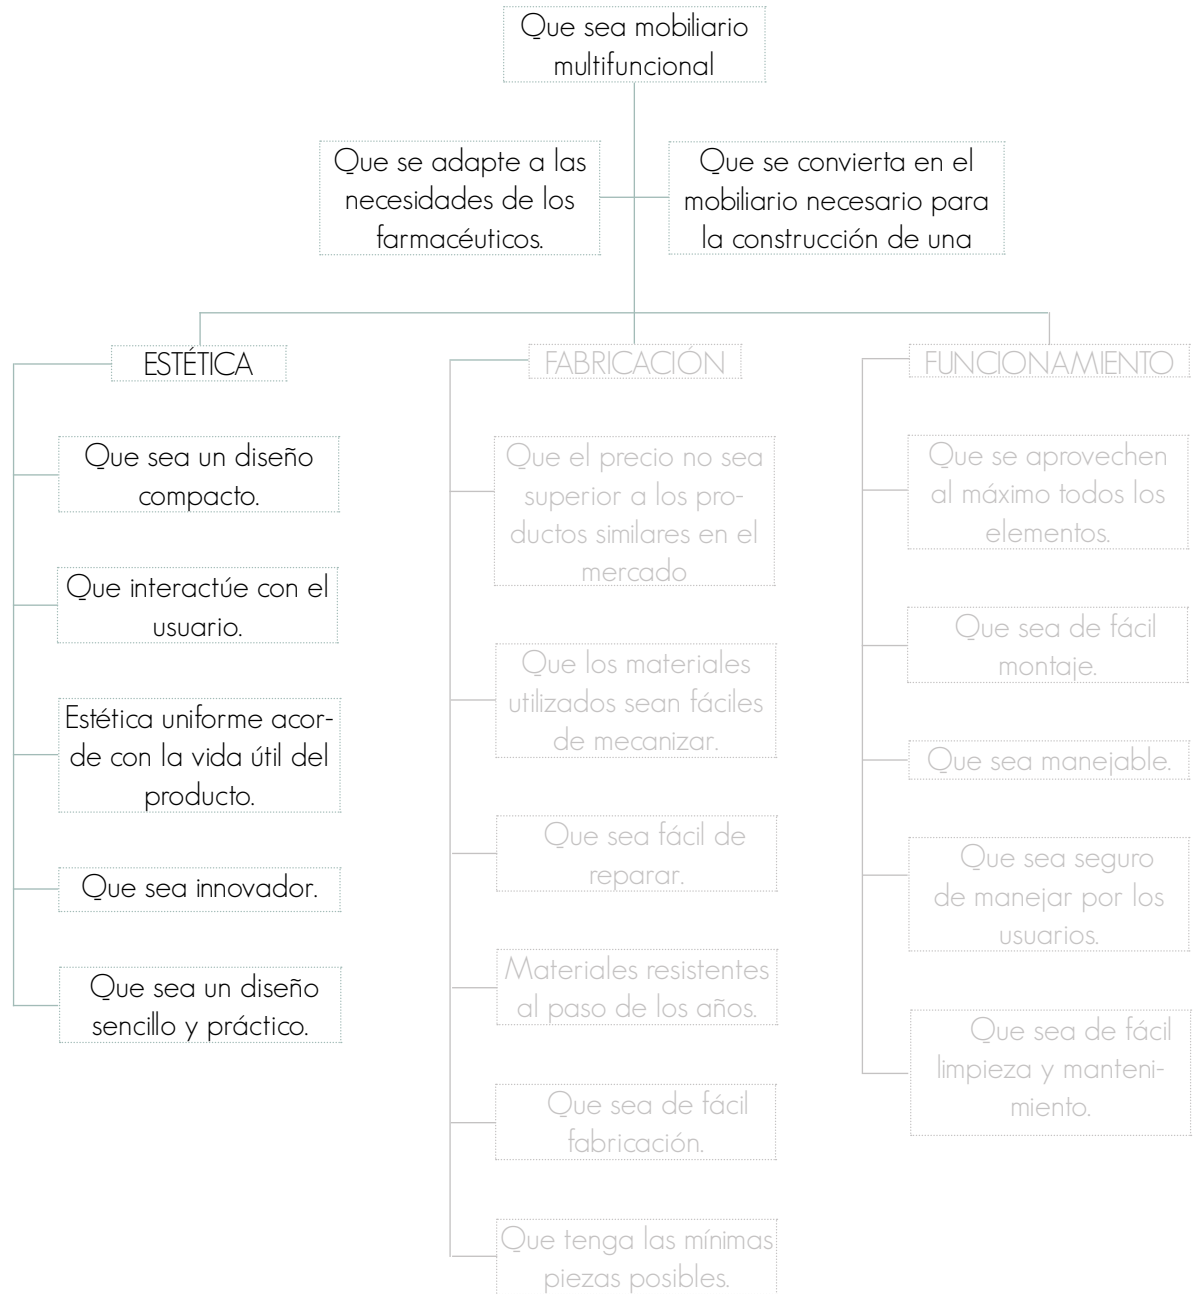 Que sea mobiliario
multifuncional
Que se adapte a las
necesidades de los
farmacéuticos.
Que se convierta en el
mobiliario necesario para
la construcción de una
ESTÉTICA
Que sea un diseño
compacto.
Que interactúe con el
usuario.
Estética uniforme acor-
de con la vida útil del
producto.
Que sea innovador.
Que sea un diseño
sencillo y práctico.
FABRICACIÓN
Que el precio no sea
superior a los pro-
ductos similares en el
mercado
Que los materiales
utilizados sean fáciles
de mecanizar.
Que sea fácil de
reparar.
Materiales resistentes
al paso de los años.
Que sea de fácil
fabricación.
Que tenga las mínimas
piezas posibles.
FUNCIONAMIENTO
Que se aprovechen
al máximo todos los
elementos.
Que sea de fácil
montaje.
Que sea manejable.
Que sea seguro
de manejar por los
usuarios.
Que sea de fácil
limpieza y manteni-
miento.